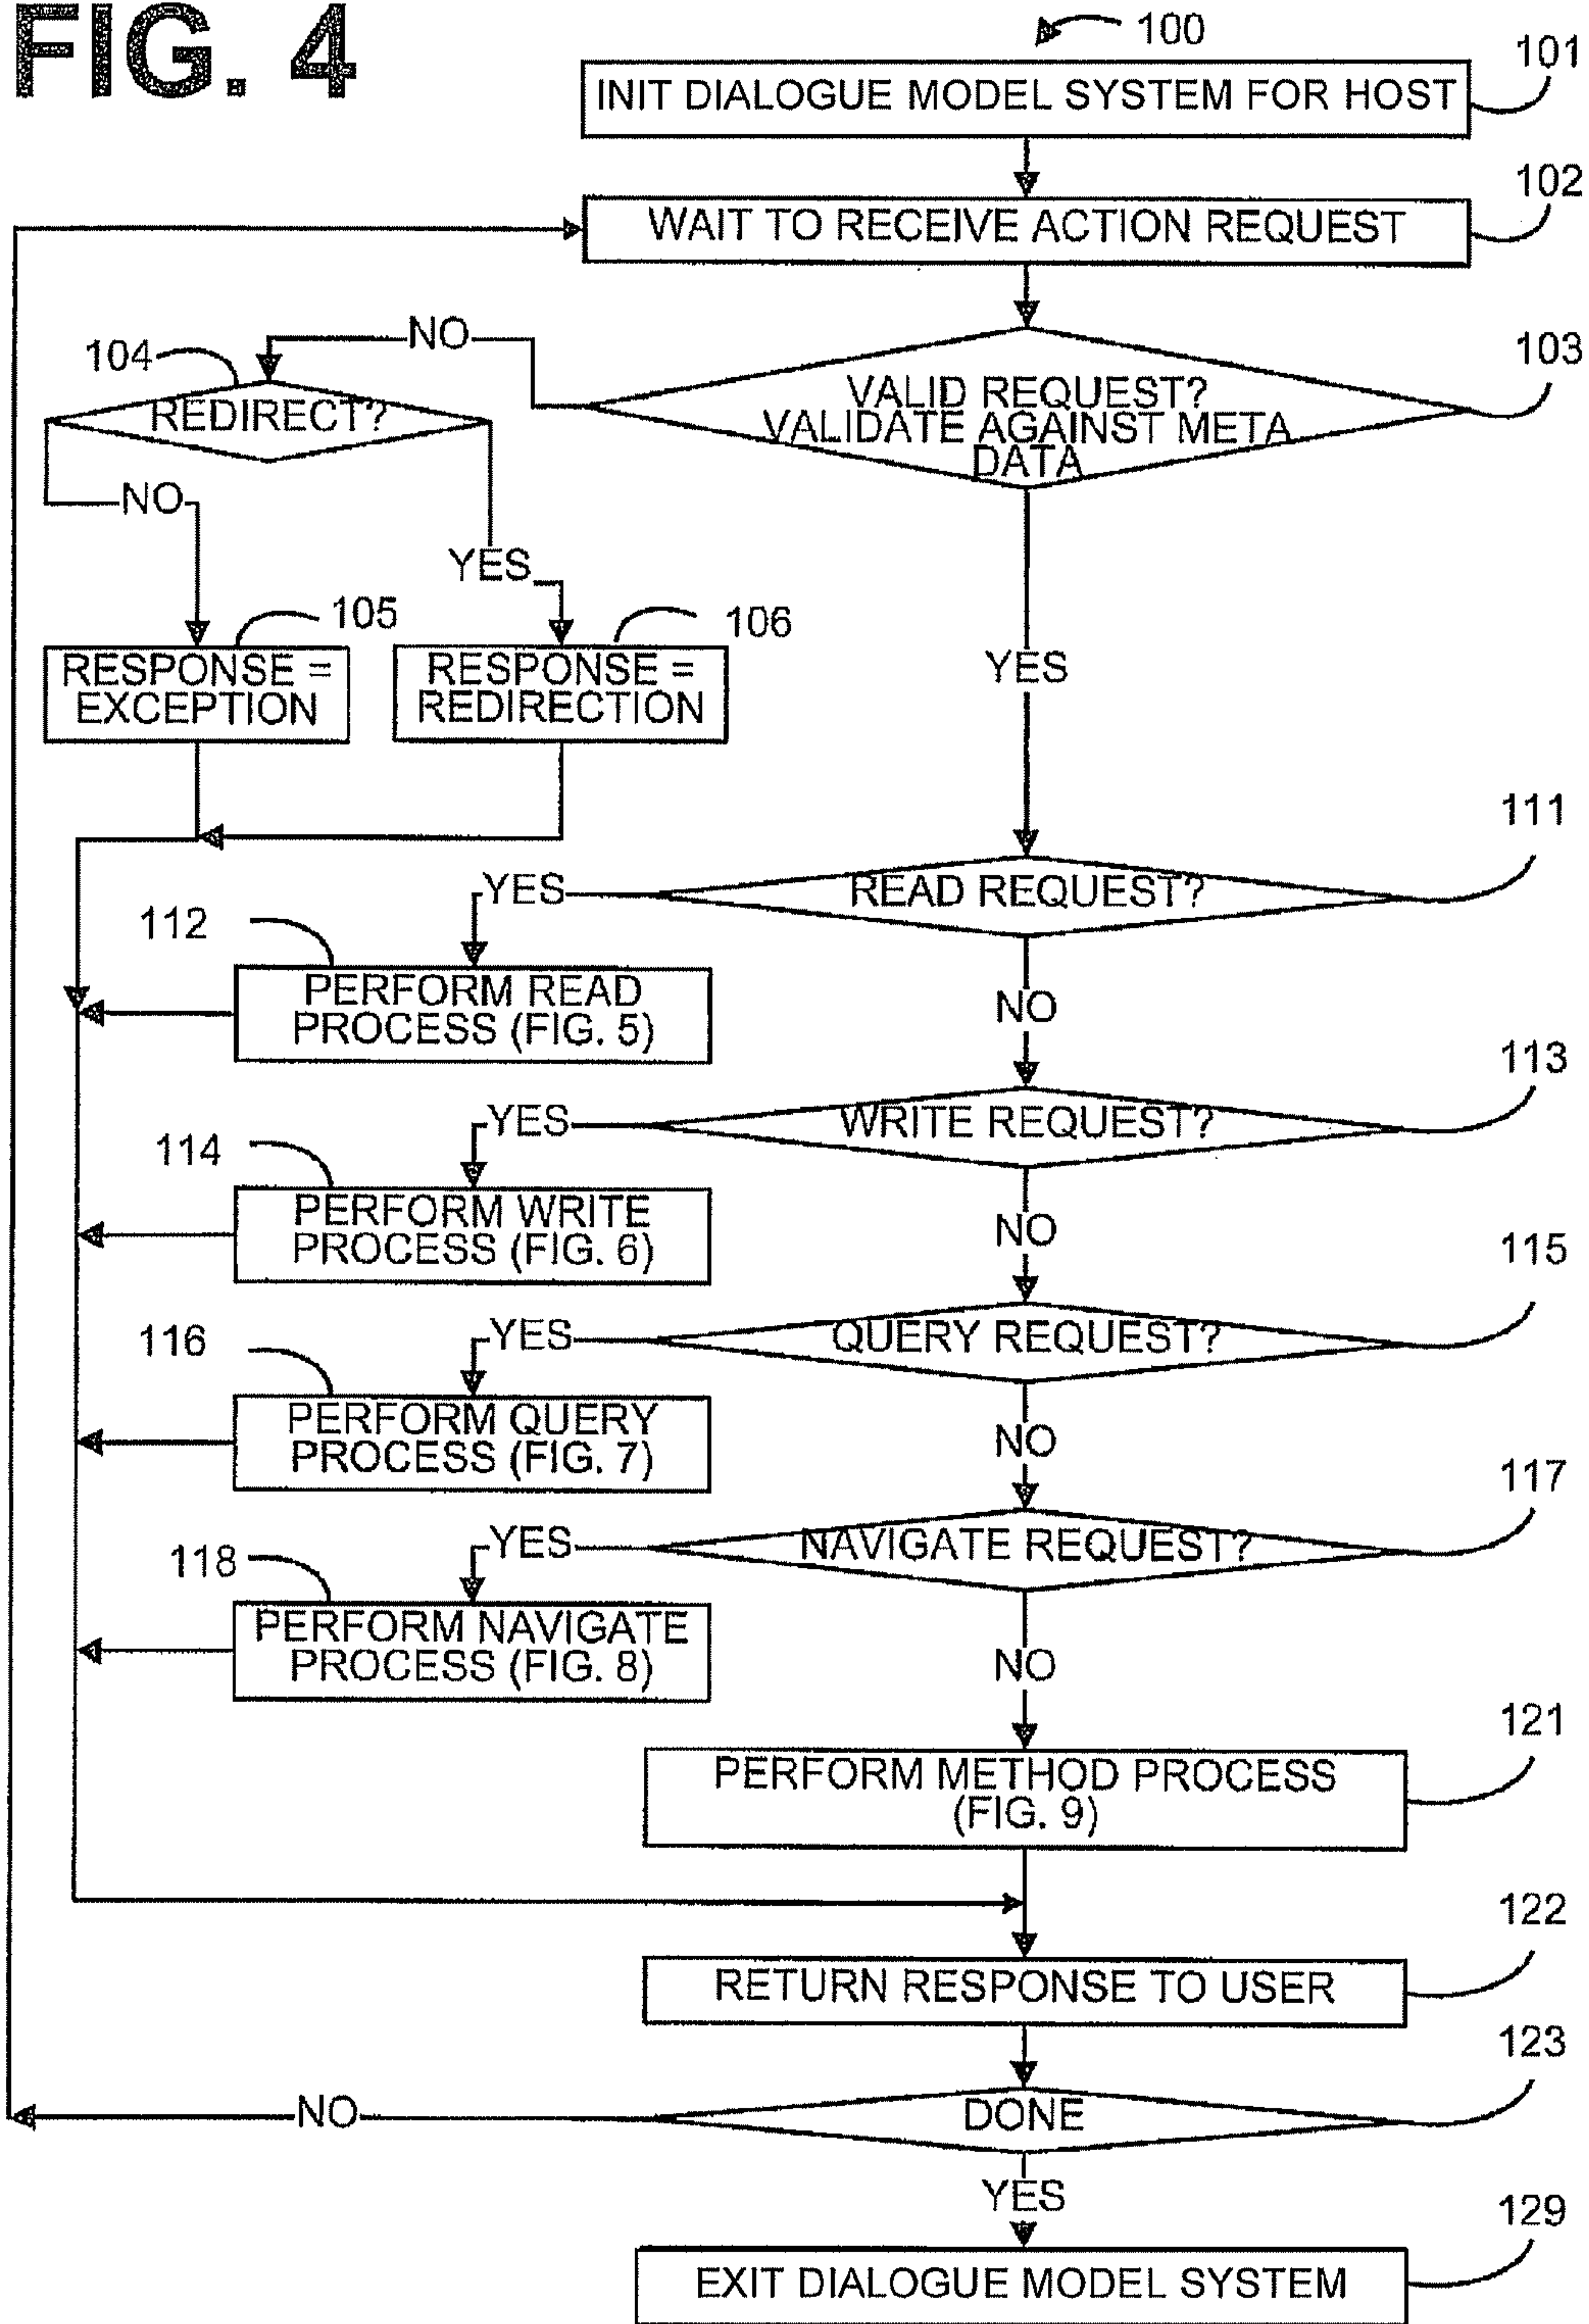 FIG. 4
100
INIT DIALOGUE MODEL SYSTEM FOR HOST
101
WAIT TO RECEIVE ACTION REQUEST
102
VALID REQUEST?
VALIDATE AGAINST META
DATA
103
NO
104
REDIRECT?
NO
YES
YES
105
RESPONSE =
EXCEPTION
106
RESPONSE =
REDIRECTION
READ REQUEST?
111
YES
112
PERFORM READ
PROCESS (FIG. 5)
NO
WRITE REQUEST?
113
YES
114
PERFORM WRITE
PROCESS (FIG. 6)
NO
QUERY REQUEST?
115
YES
116
PERFORM QUERY
PROCESS (FIG. 7)
NO
NAVIGATE REQUEST?
117
YES
118
PERFORM NAVIGATE
PROCESS (FIG. 8)
NO
PERFORM METHOD PROCESS
(FIG. 9)
121
RETURN RESPONSE TO USER
122
DONE
123
NO
YES
EXIT DIALOGUE MODEL SYSTEM
129